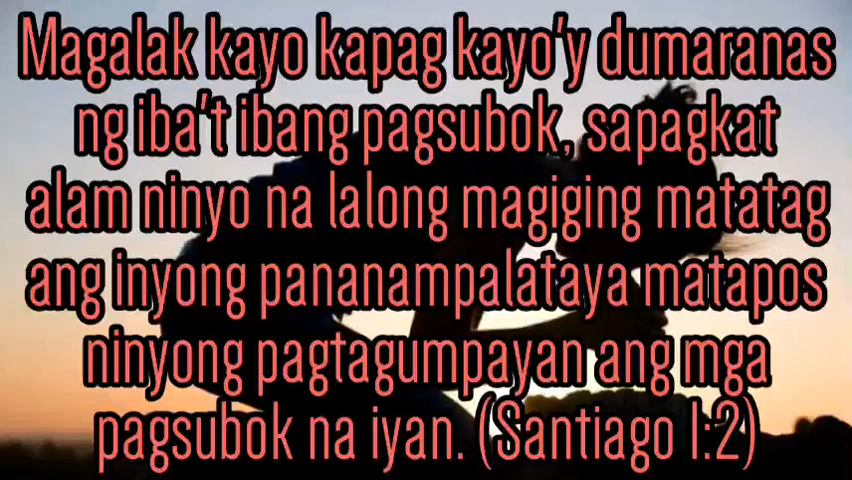 Magalak kayo kapag kayo'y dumaranas
ng iba't ibang pagsubok, sapagkat
alam ninyo na lalong magiging matatag
ang inyong pananampalataya matapos
ninyong pagtagumpayan ang mga
pagsubok na iyan. (Santiago 1:2)